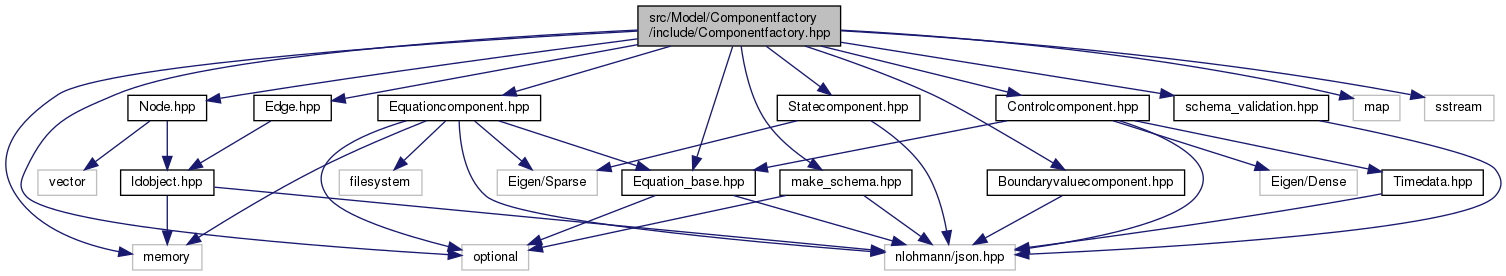 src/Model/Componentfactory
/include/Componentfactory.hpp
Node.hpp
Edge.hpp
Equationcomponent.hpp
Statecomponent.hpp
Controlcomponent.hpp
schema_validation.hpp
map
sstream
vector
Idobject.hpp
filesystem
Eigen/Sparse
Equation_base.hpp
make_schema.hpp
Boundaryvaluecomponent.hpp
Eigen/Dense
Timedata.hpp
memory
optional
nlohmann/json.hpp